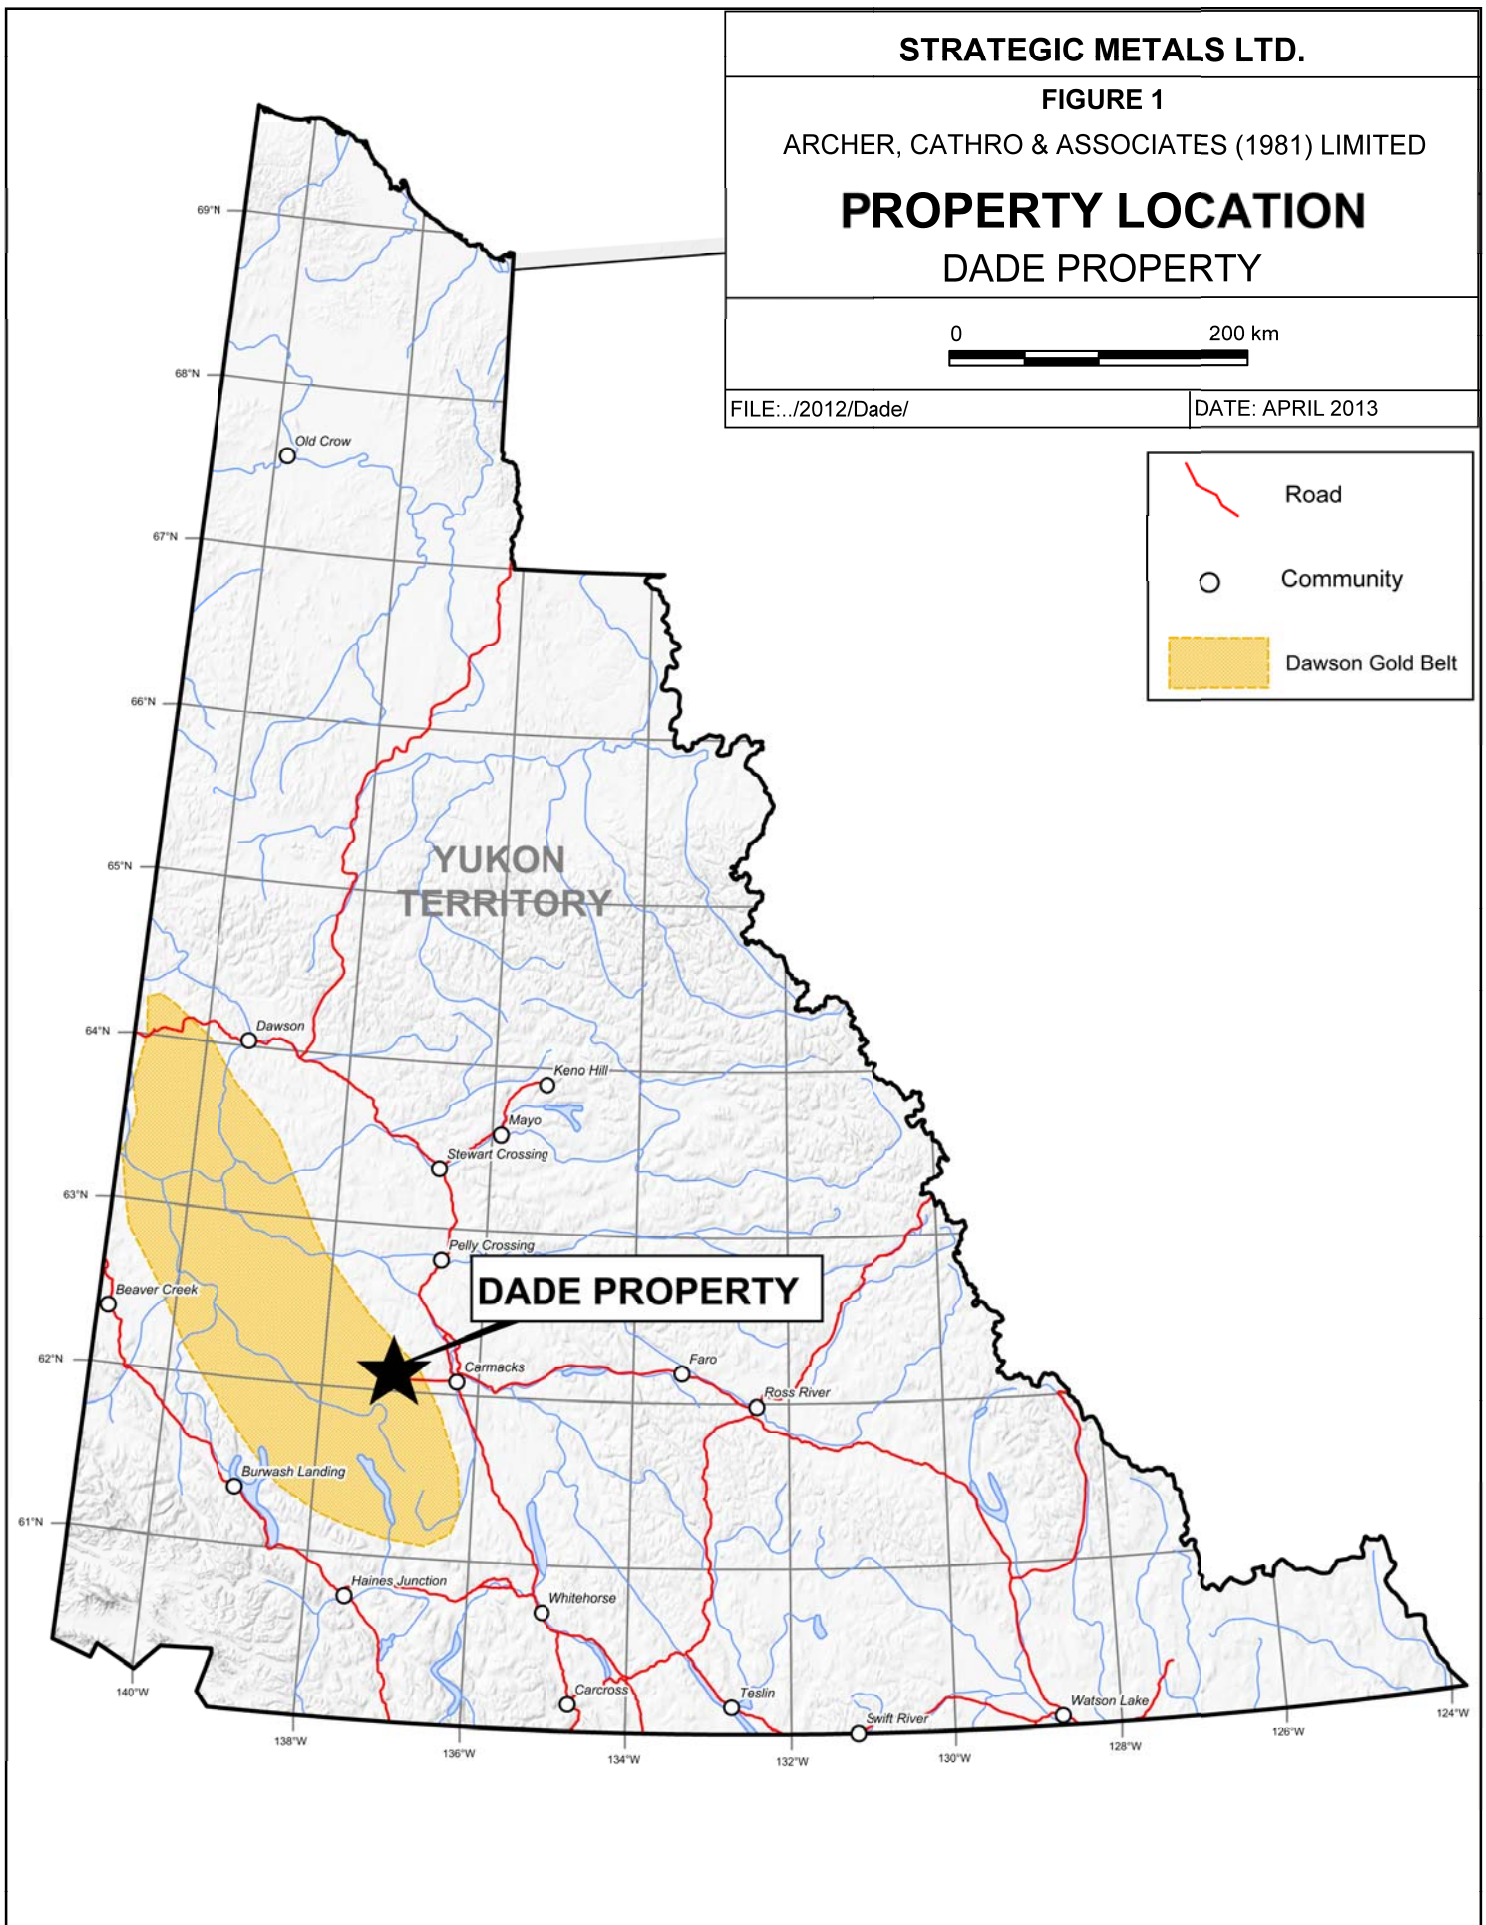 STRATEGIC METALS LTD.
FIGURE 1
ARCHER, CATHRO & ASSOCIATES (1981) LIMITED
PROPERTY LOCATION
DADE PROPERTY
0 200 km
FILE:../2012/Dade/ DATE: APRIL 2013
Road
Community
Dawson Gold Belt
69°N
68°N
Old Crow
67°N
66°N
65°N
YUKON
TERRITORY
64°N
Dawson
Keno Hill
Mayo
Stewart Crossing
63°N
Pelly Crossing
DADE PROPERTY
Beaver Creek
62°N
Carmacks
Faro
Ross River
Burwash Landing
61°N
Haines Junction
Whitehorse
Carcross
Teslin
Swift River
Watson Lake
140°W
138°W
136°W
134°W
132°W
130°W
128°W
126°W
124°W